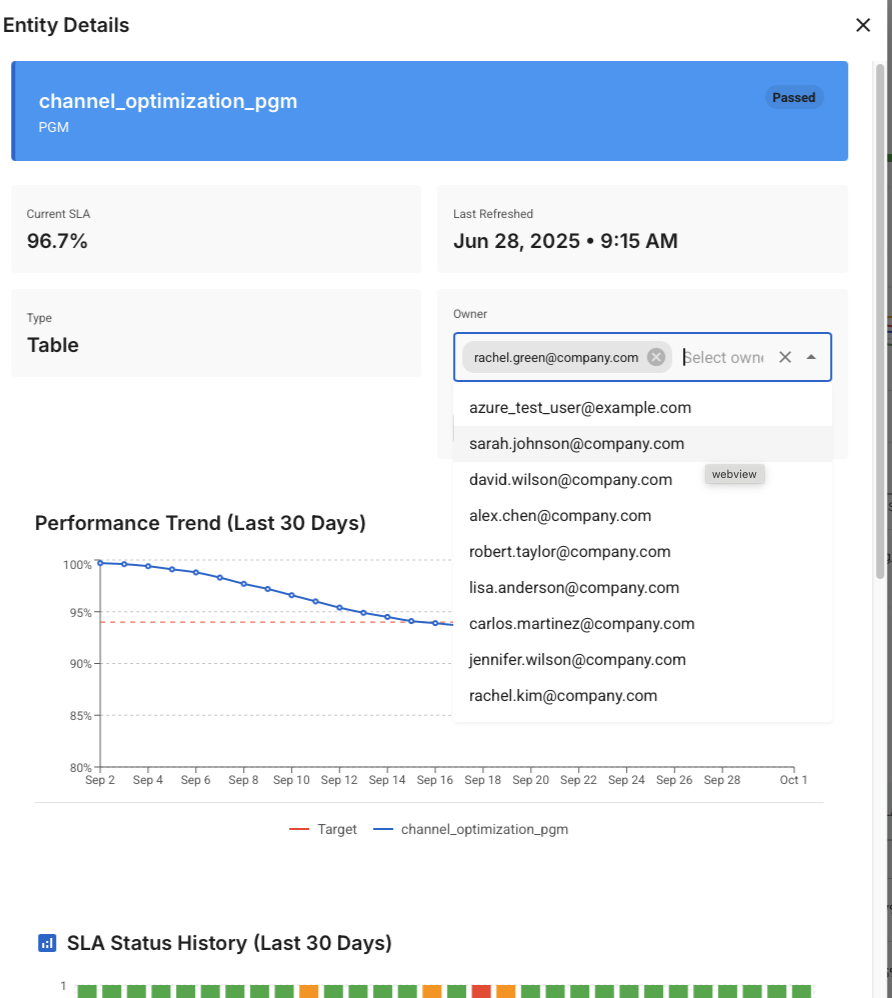 Entity Details
channel_optimization_pgm
Passed
PGM
Current SLA
96.7%
Last Refreshed
Jun 28, 2025 • 9:15 AM
Type
Table
Owner
rachel.green@company.com
Select own
azure_test_user@example.com
sarah.johnson@company.com
webview
david.wilson@company.com
alex.chen@company.com
robert.taylor@company.com
lisa.anderson@company.com
carlos.martinez@company.com
jennifer.wilson@company.com
rachel.kim@company.com
Performance Trend (Last 30 Days)
100%
95%
90%
85%
80%
Sep 2 Sep 4 Sep 6 Sep 8 Sep 10 Sep 12 Sep 14 Sep 16 Sep 18 Sep 20 Sep 22 Sep 24 Sep 26 Sep 28 Oct 1
Target channel_optimization_pgm
SLA Status History (Last 30 Days)
1